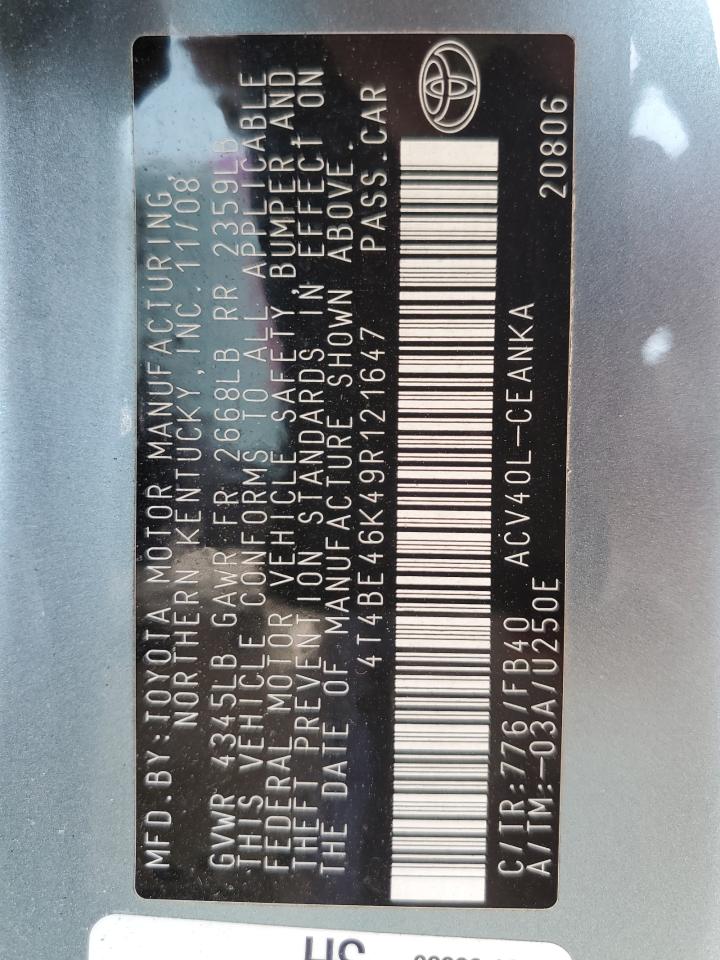 MFD.BY:TOYOTA MOTOR MANUFACTURING,
NORTHERN KENTUCKY,INC.11/08
GVWR 4345LB GAWR FR 2668LB RR 2359LB
THIS VEHICLE CONFORMS TO ALL APPLICABLE
FEDERAL MOTOR VEHICLE SAFETY,BUMPER AND
THEFT PREVENTION STANDARDS IN EFFECT ON
THE DATE OF MANUFACTURE SHOWN ABOVE.
4T4BE46K49R121647 PASS.CAR
C/TR:776/FB40 ACV40L-CEANKA 20806
A/TM:-03A/U250E
SH